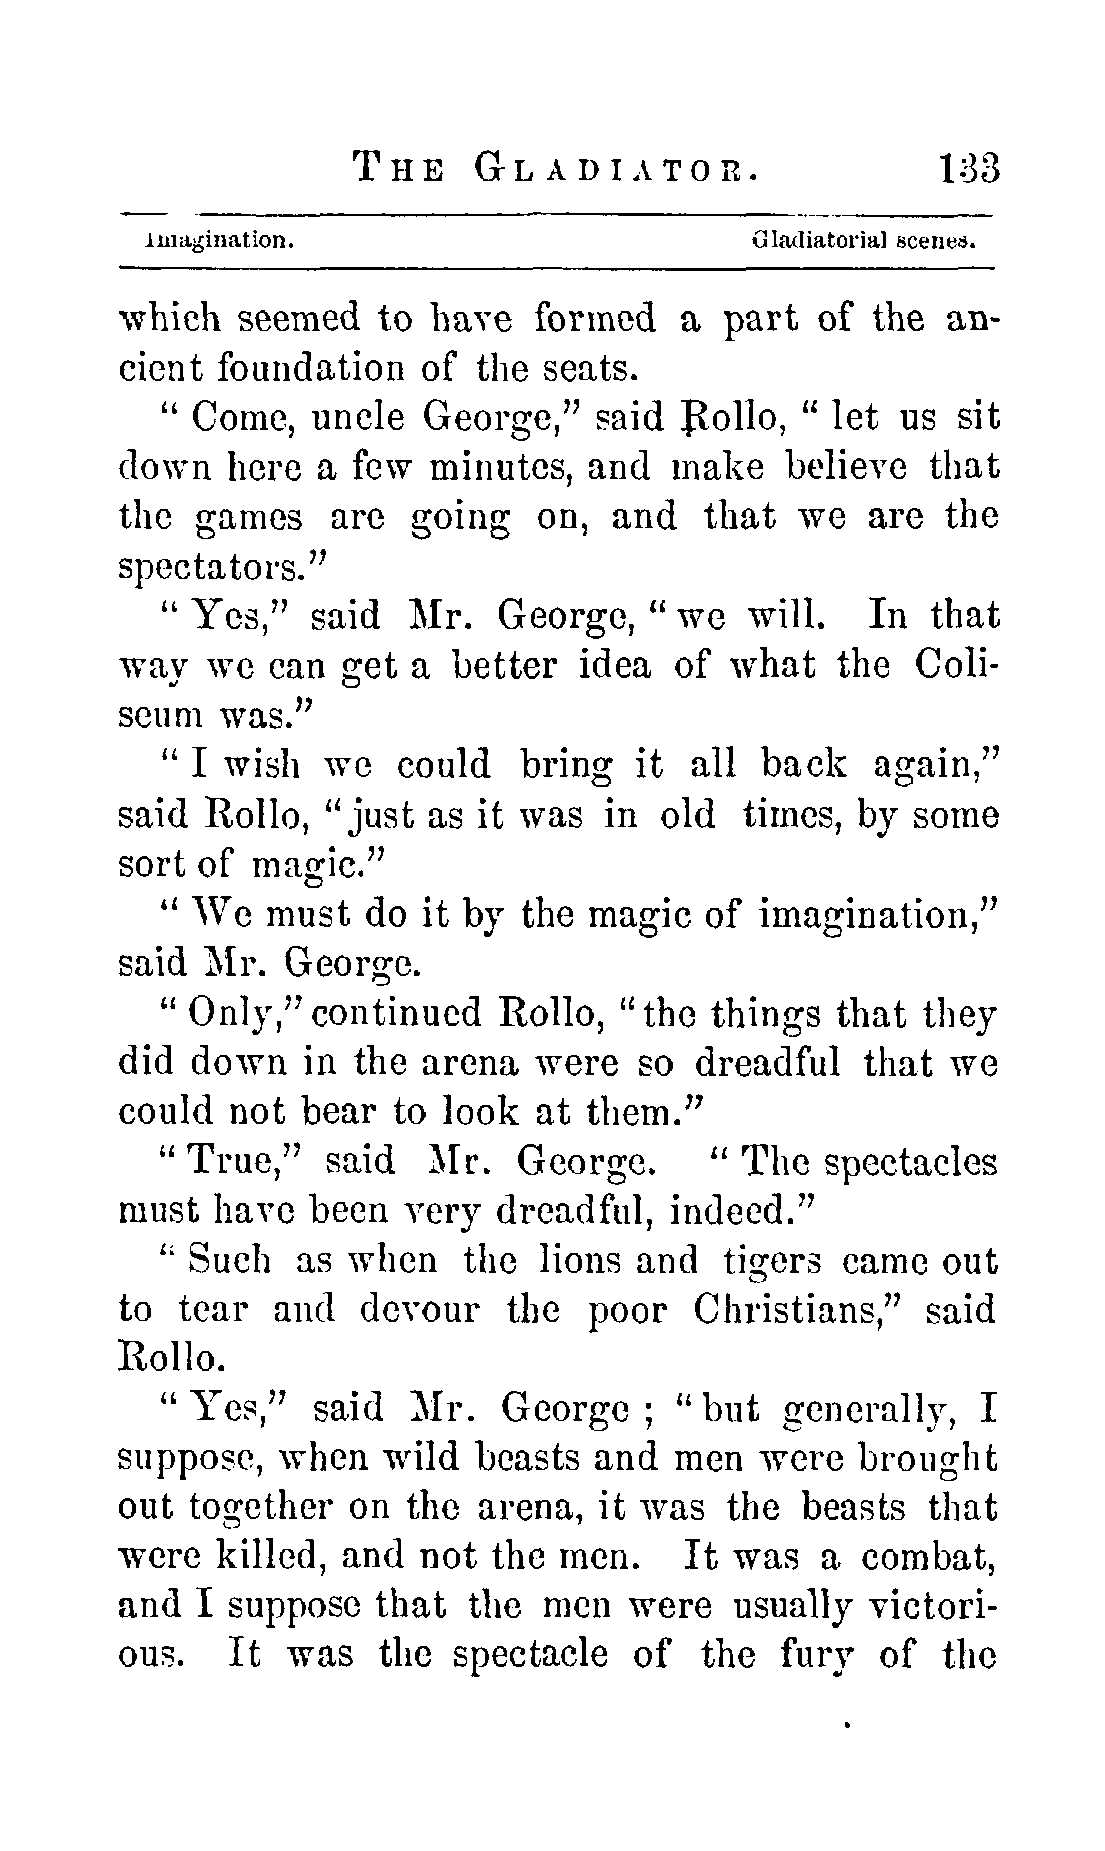 The Gladiator. 133
Imagination. Gladiatorial scenes.
which seemed to have formed a part of the an-
cient foundation of the seats.
“ Come, uncle George,” said Rollo, “ let us sit
down here a few minutes, and make believe that
the games are going on, and that we are the
spectators.”
“ Yes,” said Mr. George, “ we will. In that
way we can get a better idea of what the Coli-
seum was.”
“ I wish we could bring it all back again,”
said Rollo, “ just as it was in old times, by some
sort of magic.”
“ We must do it by the magic of imagination,”
said Mr. George.
“ Only,” continued Rollo, “ the things that they
did down in the arena were so dreadful that we
could not bear to look at them.”
“ True,” said Mr. George. “ The spectacles
must have been very dreadful, indeed.”
“ Such as when the lions and tigers came out
to tear and devour the poor Christians,” said
Rollo.
“ Yes,” said Mr. George ; “ but generally, I
suppose, when wild beasts and men were brought
out together on the arena, it was the beasts that
were killed, and not the men. It was a combat,
and I suppose that the men were usually victori-
ous. It was the spectacle of the fury of the